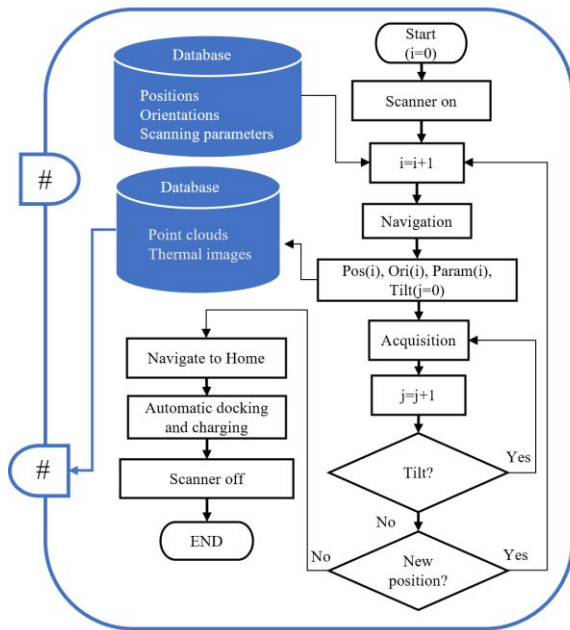 Start
(i=0)
Database
Positions
Orientations
Scanning parameters
Scanner on
i=i+1
#
Database
Point clouds
Thermal images
Navigation
Pos(i), Ori(i), Param(i),
Tilt(j=0)
Acquisition
Navigate to Home
j=j+1
Automatic docking
and charging
Tilt?
Yes
#
Scanner off
No
END
No
New
position?
Yes